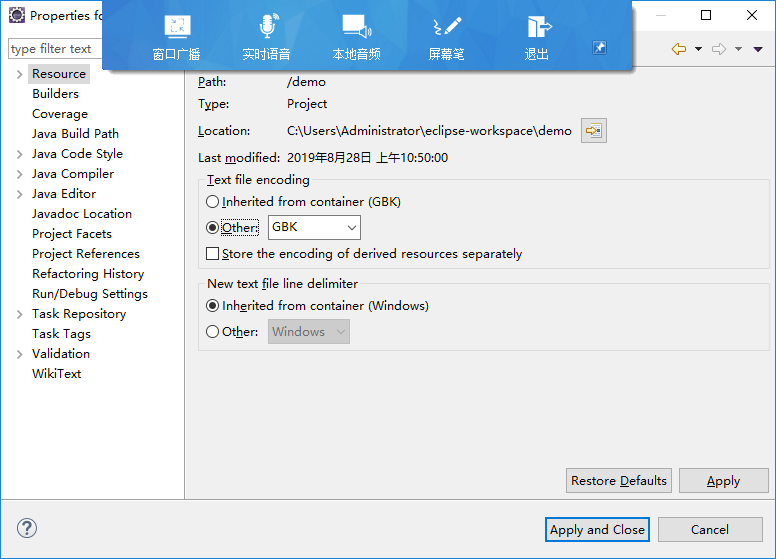 Properties fo
窗口广播
实时语音
本地音频
屏幕笔
退出
type filter text
Resource
Builders
Coverage
Java Build Path
Java Code Style
Java Compiler
Java Editor
Javadoc Location
Project Facets
Project References
Refactoring History
Run/Debug Settings
Task Repository
Task Tags
Validation
WikiText
Path: /demo
Type: Project
Location: C:\Users\Administrator\eclipse-workspace\demo
Last modified: 2019年8月28日 上午10:50:00
Text file encoding
Inherited from container (GBK)
Other: GBK
Store the encoding of derived resources separately
New text file line delimiter
Inherited from container (Windows)
Other: Windows
Restore Defaults
Apply
Apply and Close
Cancel